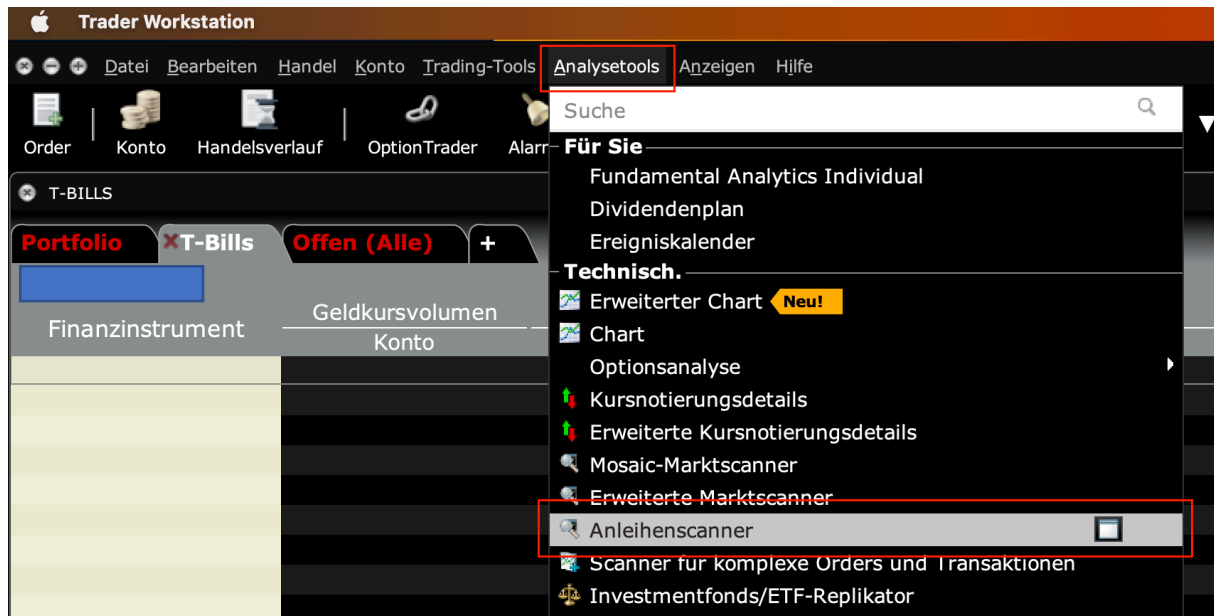 Trader Workstation
Datei Bearbeiten Handel Konto Trading-Tools Analysetools Anzeigen Hilfe
Suche
Order Konto Handelsverlauf OptionTrader Alarr
Für Sie
Fundamental Analytics Individual
Dividendenplan
Ereigniskalender
T-BILLS
Portfolio T-Bills Offen (Alle) +
Technisch.
Erweiterter Chart Neu!
Chart
Optionsanalyse
Kursnotierungsdetails
Erweiterte Kursnotierungsdetails
Mosaic-Marktscanner
Erweiterte Marktscanner
Anleihenscanner
Scanner für komplexe Orders und Transaktionen
Investmentfonds/ETF-Replikator
Finanzinstrument
Geldkursvolumen
Konto